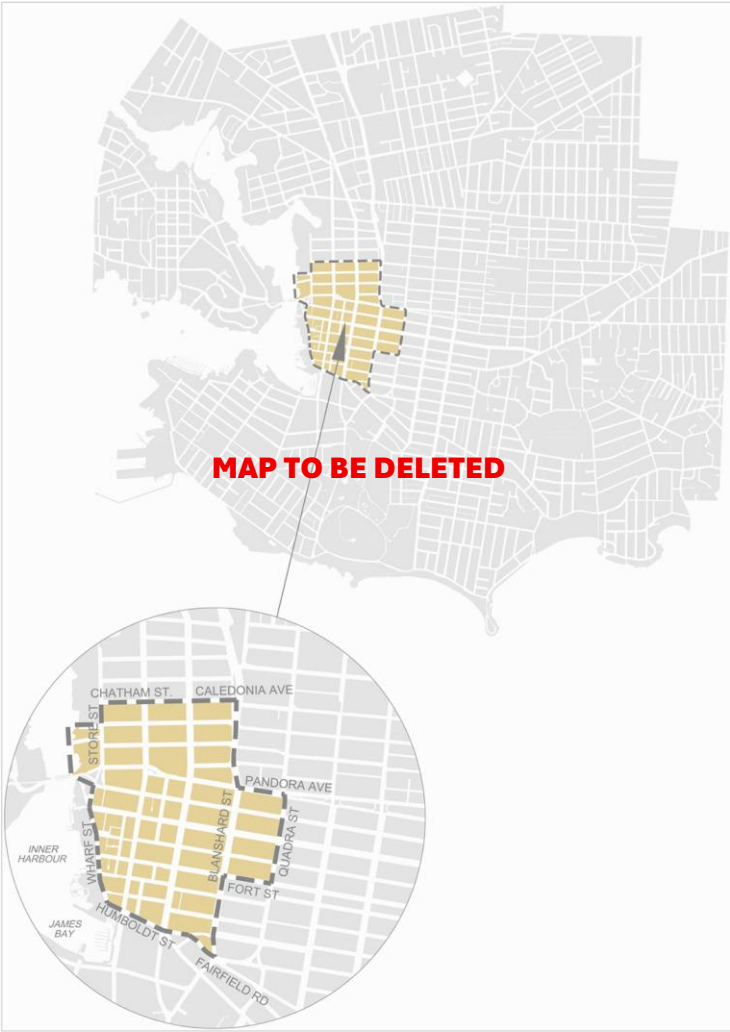 MAP TO BE DELETED
CHATHAM ST.
CALEDONIA AVE
STORE ST
PANDORA AVE
BLANSHARD ST
QUADRA ST
WHARF ST
INNER
HARBOUR
FORT ST
HUMBOLDT ST
JAMES
BAY
FAIRFIELD RD